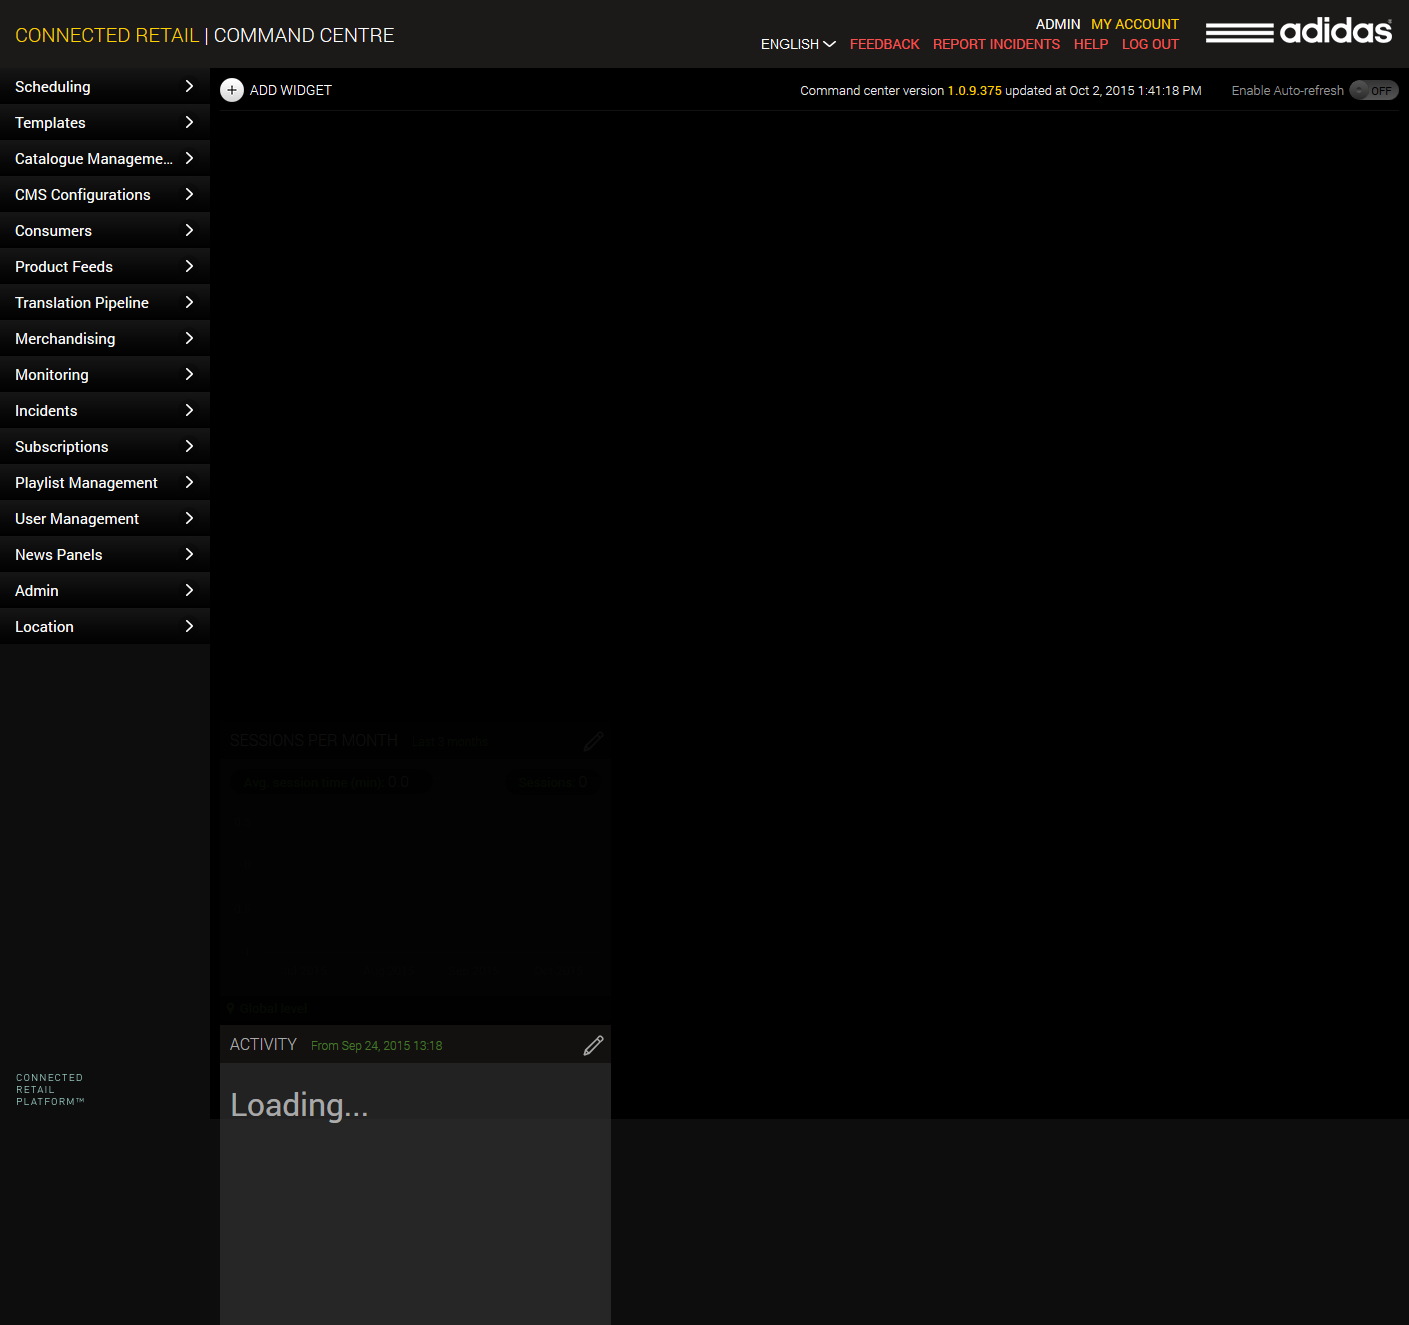 CONNECTED RETAIL | COMMAND CENTRE
ADMIN MY ACCOUNT
ENGLISH FEEDBACK REPORT INCIDENTS HELP LOG OUT
adidas
ADD WIDGET
Command center version 1.0.9.375 updated at Oct 2, 2015 1:41:18 PM
Enable Auto-refresh OFF
Scheduling
Templates
Catalogue Manageme...
CMS Configurations
Consumers
Product Feeds
Translation Pipeline
Merchandising
Monitoring
Incidents
Subscriptions
Playlist Management
User Management
News Panels
Admin
Location
SESSIONS PER MONTH
Avg. session time (min): 0.0
Sessions: 0
Global level
ACTIVITY From Sep 24, 2015 13:18
Loading...
CONNECTED
RETAIL
PLATFORM™